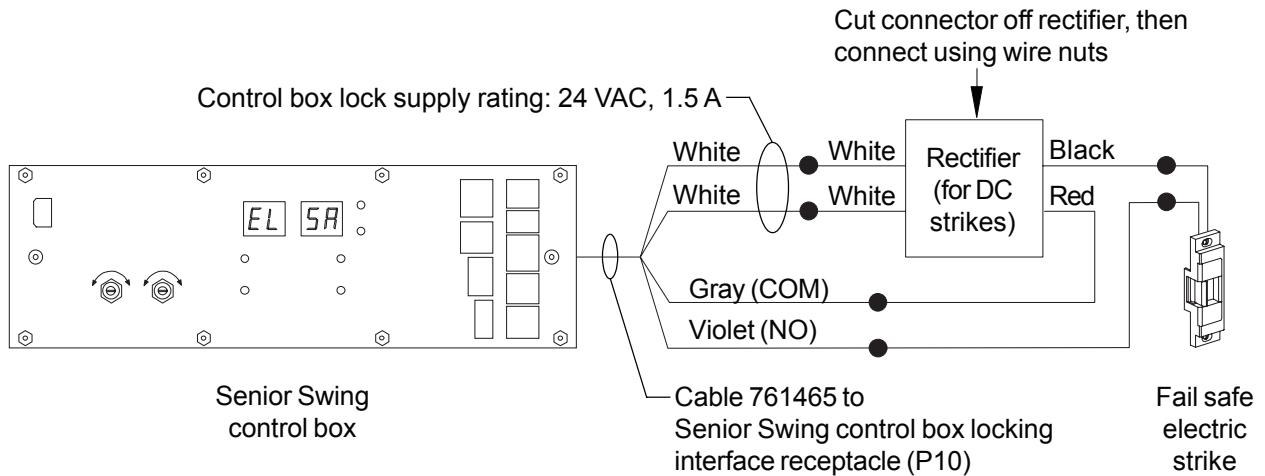 Cut connector off rectifier, then
connect using wire nuts
Control box lock supply rating: 24 VAC, 1.5 A
White
White
White
White
Rectifier
(for DC
strikes)
Black
Red
EL
SA
Gray (COM)
Violet (NO)
Senior Swing
control box
Cable 761465 to
Senior Swing control box locking
interface receptacle (P10)
Fail safe
electric
strike